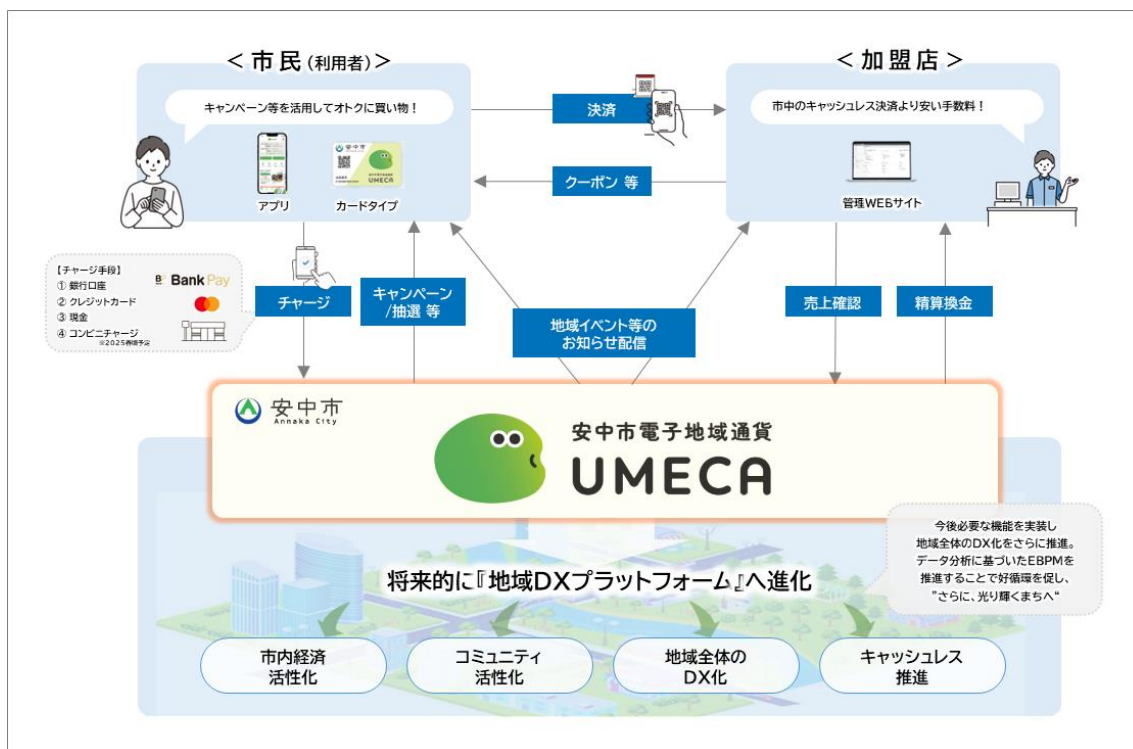 ＜市民(利用者)＞
キャンペーン等を活用してオトクに買い物！
アプリ
安中市
UMECA
カードタイプ
決済
クーポン 等
＜加盟店＞
市中のキャッシュレス決済より安い手数料！
管理WEBサイト
【チャージ手段】
① 銀行口座
② クレジットカード
③ 現金
④ コンビニチャージ
※2025春頃予定
Bank Pay
チャージ
キャンペーン
/抽選 等
地域イベント等の
お知らせ配信
売上確認
精算換金
安中市
Annaka City
安中市電子地域通貨
UMECA
今後必要な機能を実装し
地域全体のDX化をさらに推進。
データ分析に基づいたEBPMを
推進することで好循環を促し、
"さらに、光り輝くまちへ"
将来的に『地域DXプラットフォーム』へ進化
市内経済
活性化
コミュニティ
活性化
地域全体の
DX化
キャッシュレス
推進